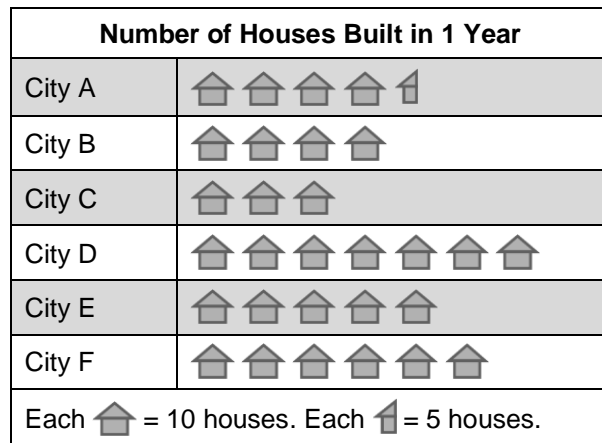 Number of Houses Built in 1 Year
City A
City B
City C
City D
City E
City F
Each = 10 houses. Each = 5 houses.